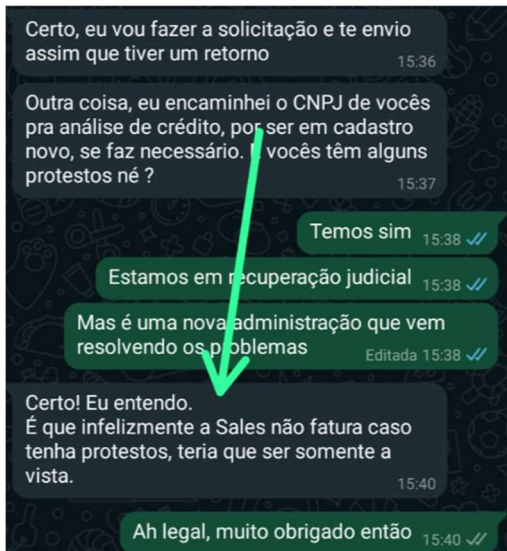 Certo, eu vou fazer a solicitação e te envio
assim que tiver um retorno
15:36
Outra coisa, eu encaminhei o CNPJ de vocês
pra análise de crédito, por ser em cadastro
novo, se faz necessário. E vocês têm alguns
protestos né ?
15:37
Temos sim 15:38
Estamos em recuperação judicial 15:38
Mas é uma nova administração que vem
resolvendo os problemas Editada 15:38
Certo! Eu entendo.
É que infelizmente a Sales não fatura caso
tenha protestos, teria que ser somente a
vista.
15:40
Ah legal, muito obrigado então 15:40